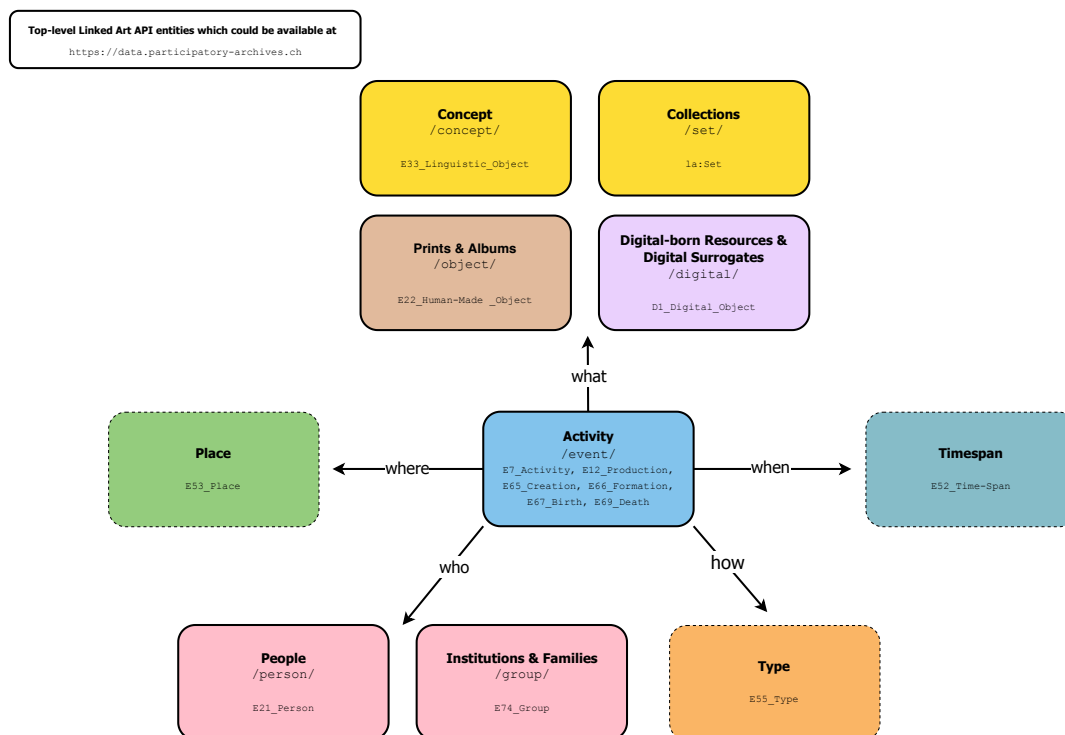 Top-level Linked Art API entities which could be available at
https://data.participatory-archives.ch
Concept
/concept/
E33_Linguistic_Object
Collections
/set/
la:Set
Prints & Albums
/object/
E22_Human-Made _Object
Digital-born Resources &
Digital Surrogates
/digital/
D1_Digital_Object
what
Place
E53_Place
where
Activity
/event/
E7_Activity, E12_Production,
E65_Creation, E66_Formation,
E67_Birth, E69_Death
when
Timespan
E52_Time-Span
who
how
People
/person/
E21_Person
Institutions & Families
/group/
E74_Group
Type
E55_Type